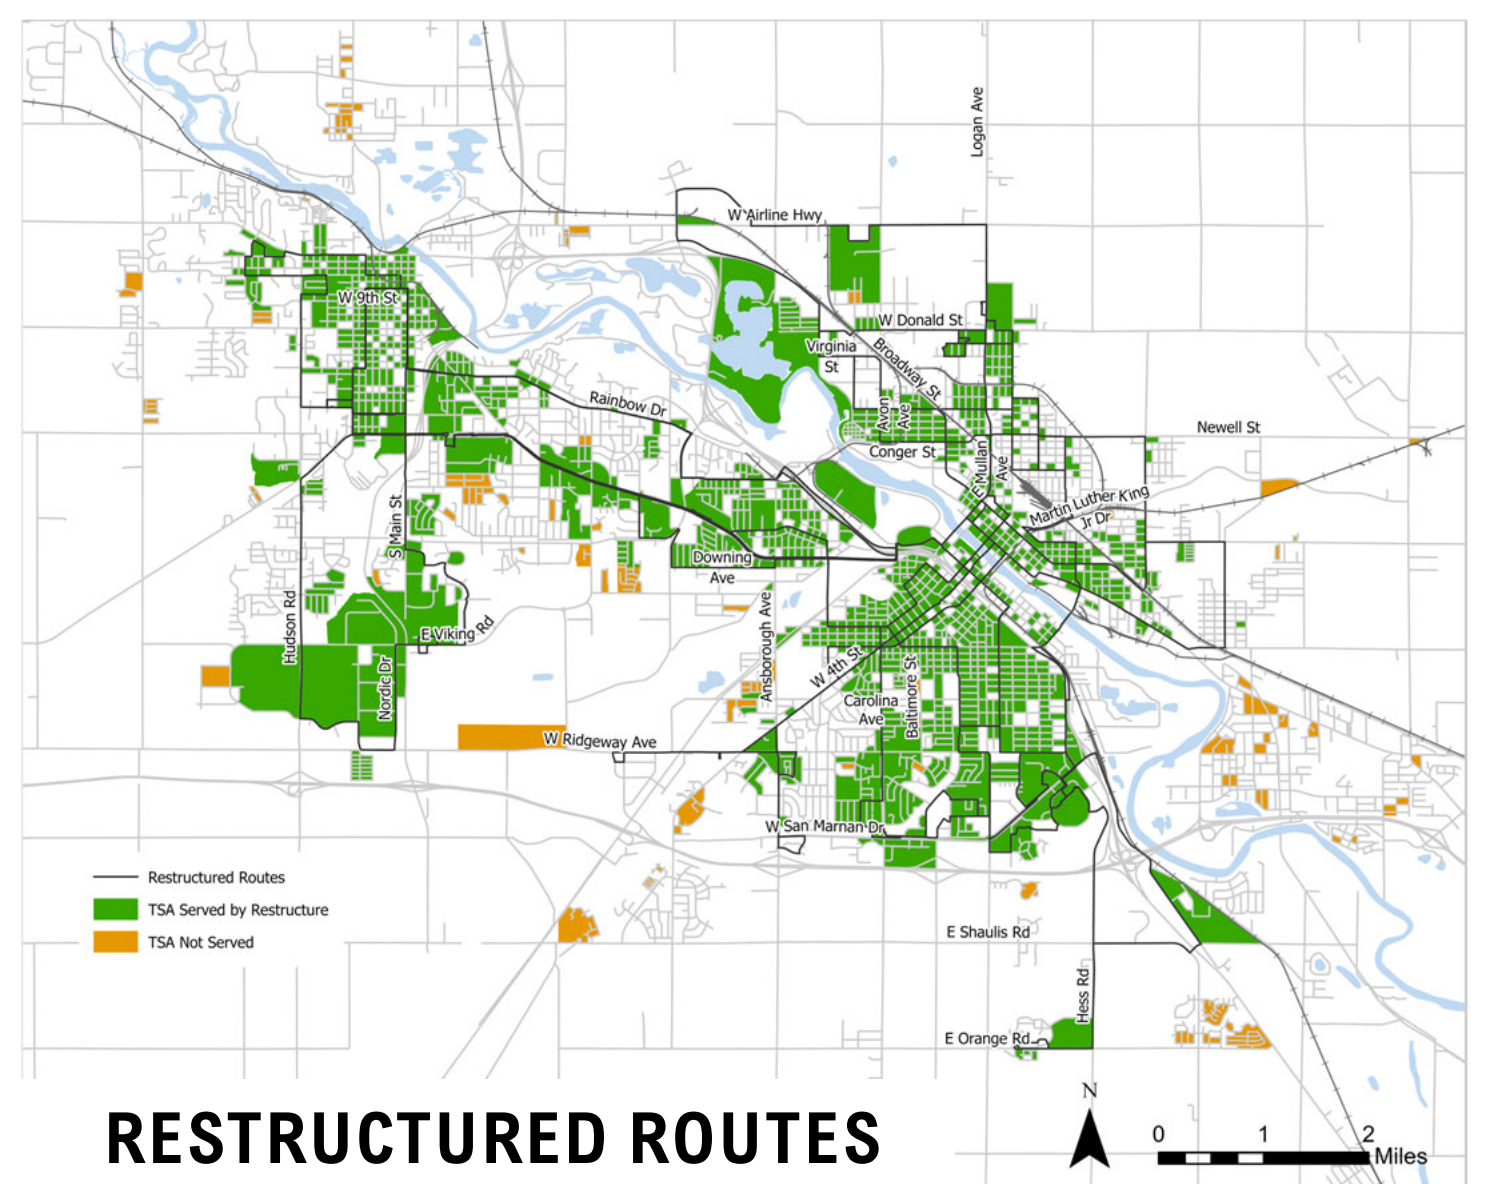 Logan Ave
W Airline Hwy
W 9th St
W Donald St
Virginia
St
Broadway St
Rainbow Dr
Avon
Ave
Newell St
Conger St
E Mullan
Ave
Martin Luther King
Jr Dr
S Main St
Downing
Ave
Hudson Rd
Ansborough Ave
E Viking Rd
W 4th St
Nordic Dr
Carolina
Ave
Baltimore St
W Ridgeway Ave
W San Marnan Dr
Restructured Routes
TSA Served by Restructure
TSA Not Served
E Shaulis Rd
Hess Rd
E Orange Rd
N
0 1 2
Miles
RESTRUCTURED ROUTES